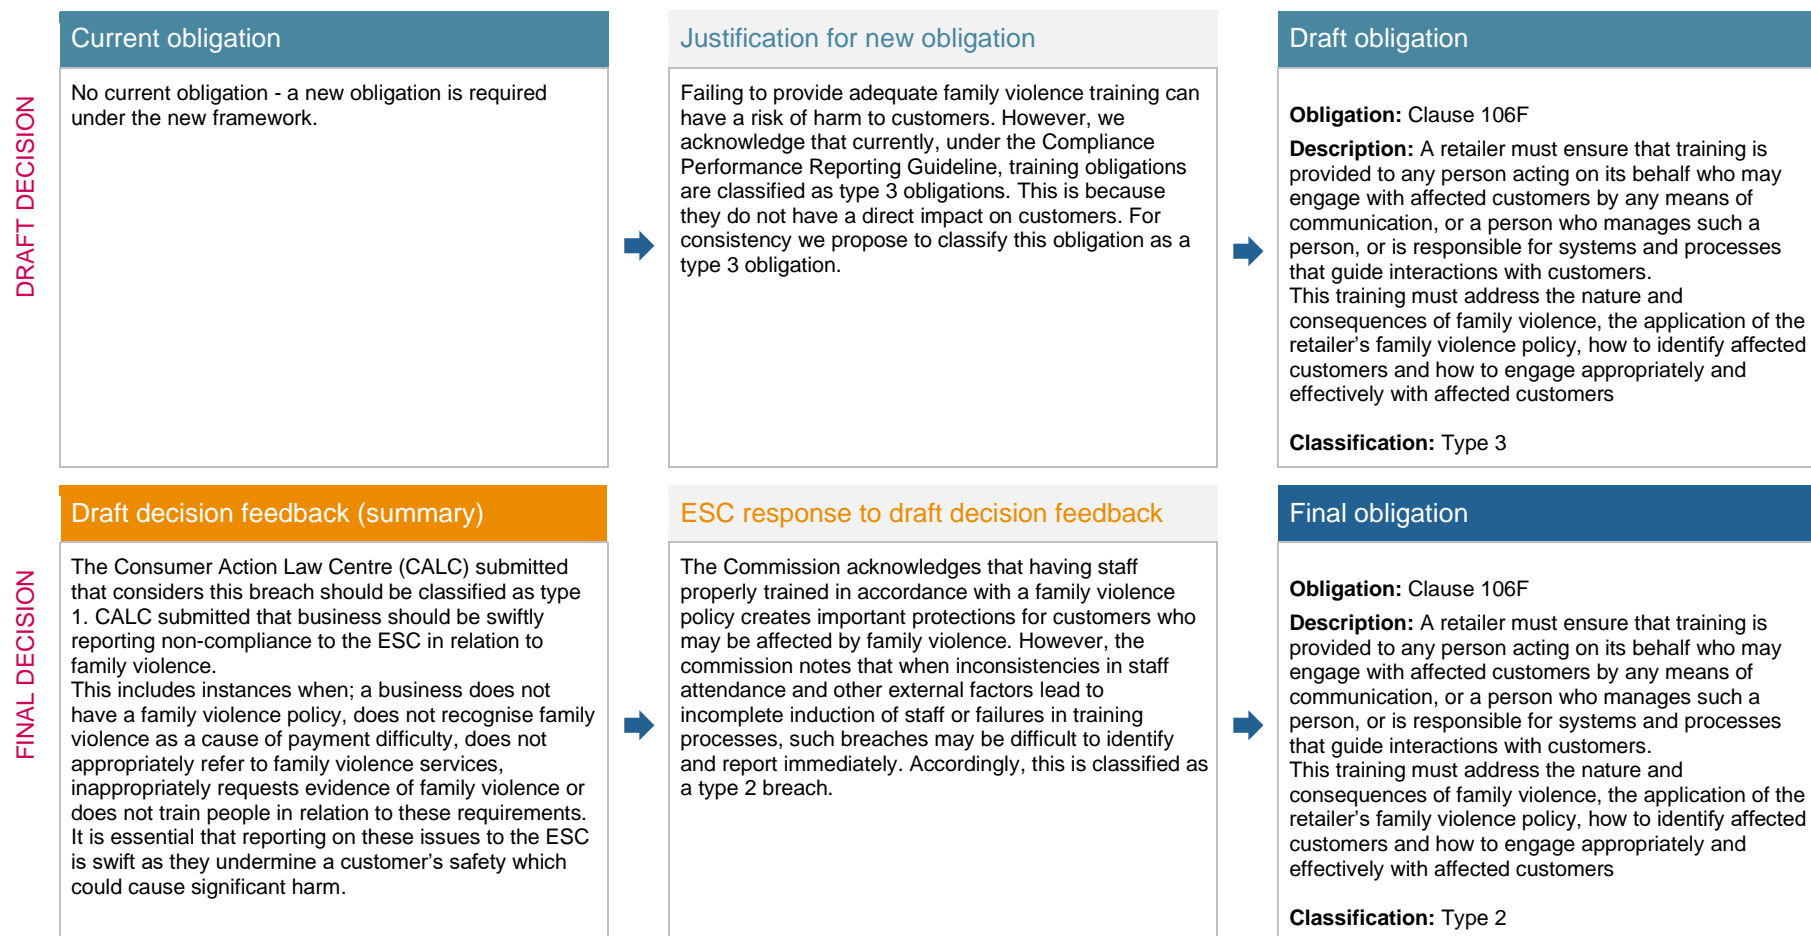 DRAFT DECISION
Current obligation
No current obligation - a new obligation is required
under the new framework.
Justification for new obligation
Failing to provide adequate family violence training can
have a risk of harm to customers. However, we
acknowledge that currently, under the Compliance
Performance Reporting Guideline, training obligations
are classified as type 3 obligations. This is because
they do not have a direct impact on customers. For
consistency we propose to classify this obligation as a
type 3 obligation.
Draft obligation
Obligation: Clause 106F
Description: A retailer must ensure that training is
provided to any person acting on its behalf who may
engage with affected customers by any means of
communication, or a person who manages such a
person, or is responsible for systems and processes
that guide interactions with customers.
This training must address the nature and
consequences of family violence, the application of the
retailer’s family violence policy, how to identify affected
customers and how to engage appropriately and
effectively with affected customers
Classification: Type 3
FINAL DECISION
Draft decision feedback (summary)
The Consumer Action Law Centre (CALC) submitted
that considers this breach should be classified as type
1. CALC submitted that business should be swiftly
reporting non-compliance to the ESC in relation to
family violence.
This includes instances when; a business does not
have a family violence policy, does not recognise family
violence as a cause of payment difficulty, does not
appropriately refer to family violence services,
inappropriately requests evidence of family violence or
does not train people in relation to these requirements.
It is essential that reporting on these issues to the ESC
is swift as they undermine a customer’s safety which
could cause significant harm.
ESC response to draft decision feedback
The Commission acknowledges that having staff
properly trained in accordance with a family violence
policy creates important protections for customers who
may be affected by family violence. However, the
commission notes that when inconsistencies in staff
attendance and other external factors lead to
incomplete induction of staff or failures in training
processes, such breaches may be difficult to identify
and report immediately. Accordingly, this is classified as
a type 2 breach.
Final obligation
Obligation: Clause 106F
Description: A retailer must ensure that training is
provided to any person acting on its behalf who may
engage with affected customers by any means of
communication, or a person who manages such a
person, or is responsible for systems and processes
that guide interactions with customers.
This training must address the nature and
consequences of family violence, the application of the
retailer’s family violence policy, how to identify affected
customers and how to engage appropriately and
effectively with affected customers
Classification: Type 2